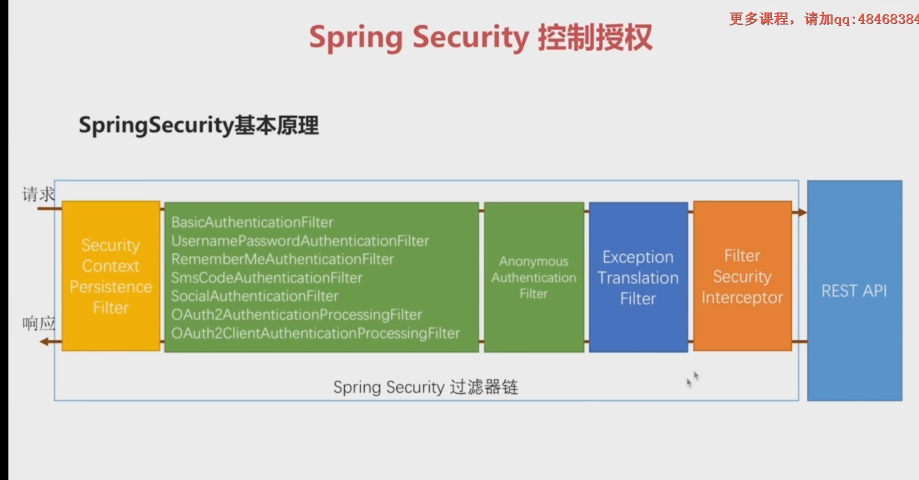 更多课程，请加qq:48468384
Spring Security 控制授权
SpringSecurity基本原理
请求
响应
Security
Context
Persistence
Filter
BasicAuthenticationFilter
UsernamePasswordAuthenticationFilter
RememberMeAuthenticationFilter
SmsCodeAuthenticationFilter
SocialAuthenticationFilter
OAuth2AuthenticationProcessingFilter
OAuth2ClientAuthenticationProcessingFilter
Anonymous
Authentication
Filter
Exception
Translation
Filter
Filter
Security
Interceptor
REST API
Spring Security 过滤器链